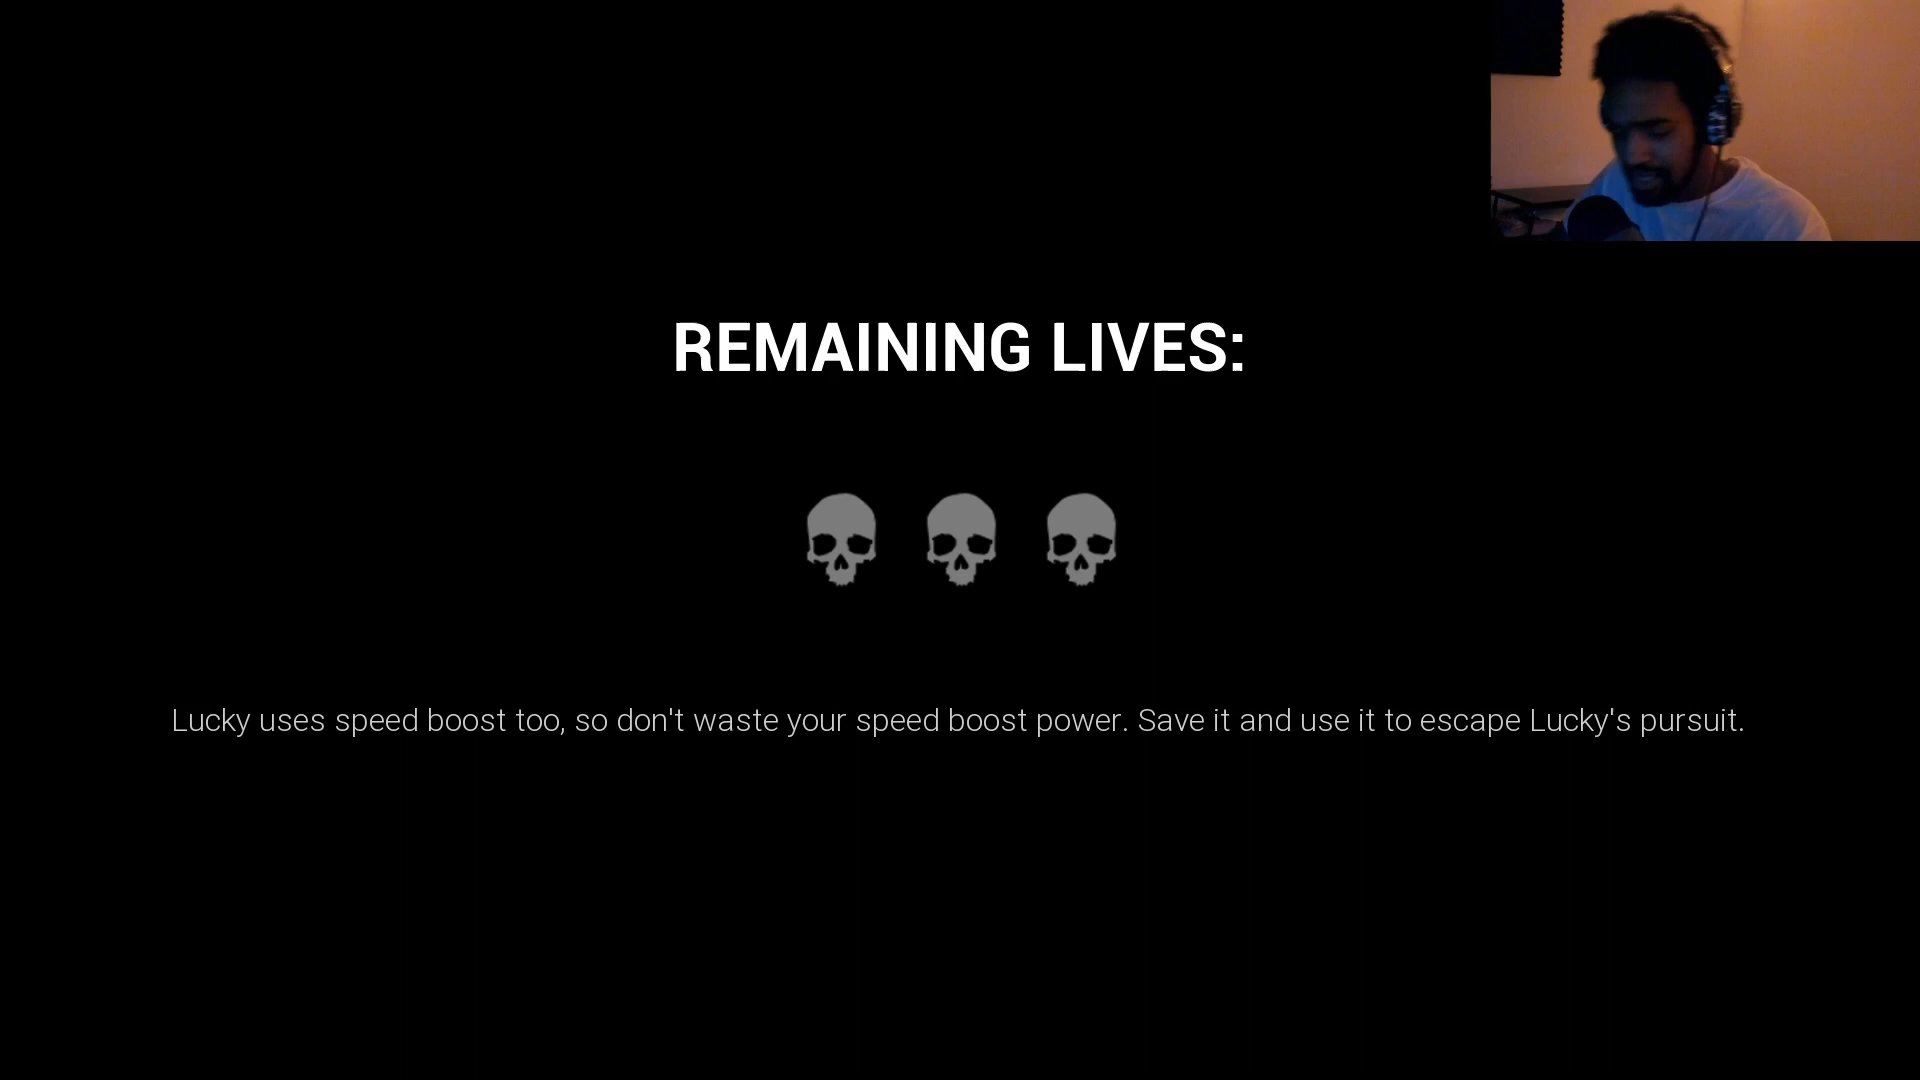 REMAINING LIVES:
Lucky uses speed boost too, so don't waste your speed boost power. Save it and use it to escape Lucky's pursuit.